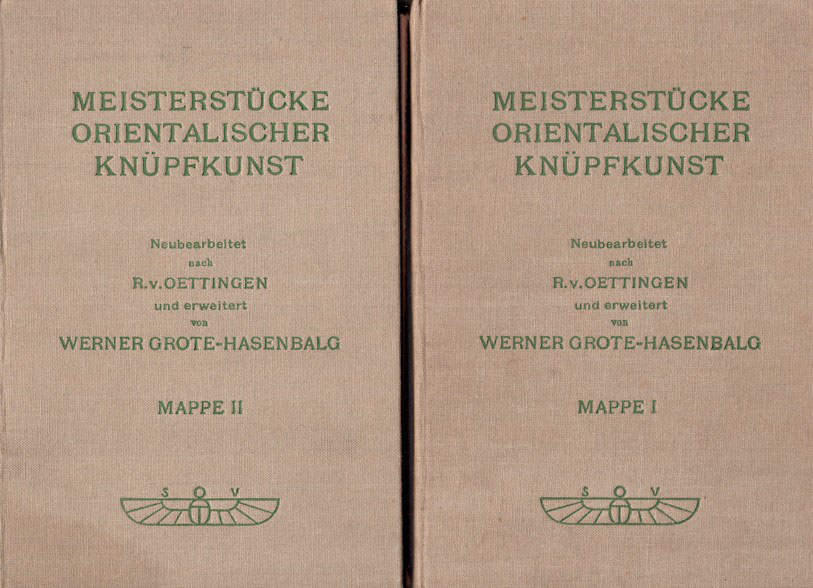 MEISTERSTÜCKE
ORIENTALISCHER
KNÜPFKUNST
Neubearbeitet
nach
R.v.OETTINGEN
und erweitert
von
WERNER GROTE-HASENBALG
MAPPE II
S O V
T
MEISTERSTÜCKE
ORIENTALISCHER
KNÜPFKUNST
Neubearbeitet
nach
R.v.OETTINGEN
und erweitert
von
WERNER GROTE-HASENBALG
MAPPE I
S O V
T